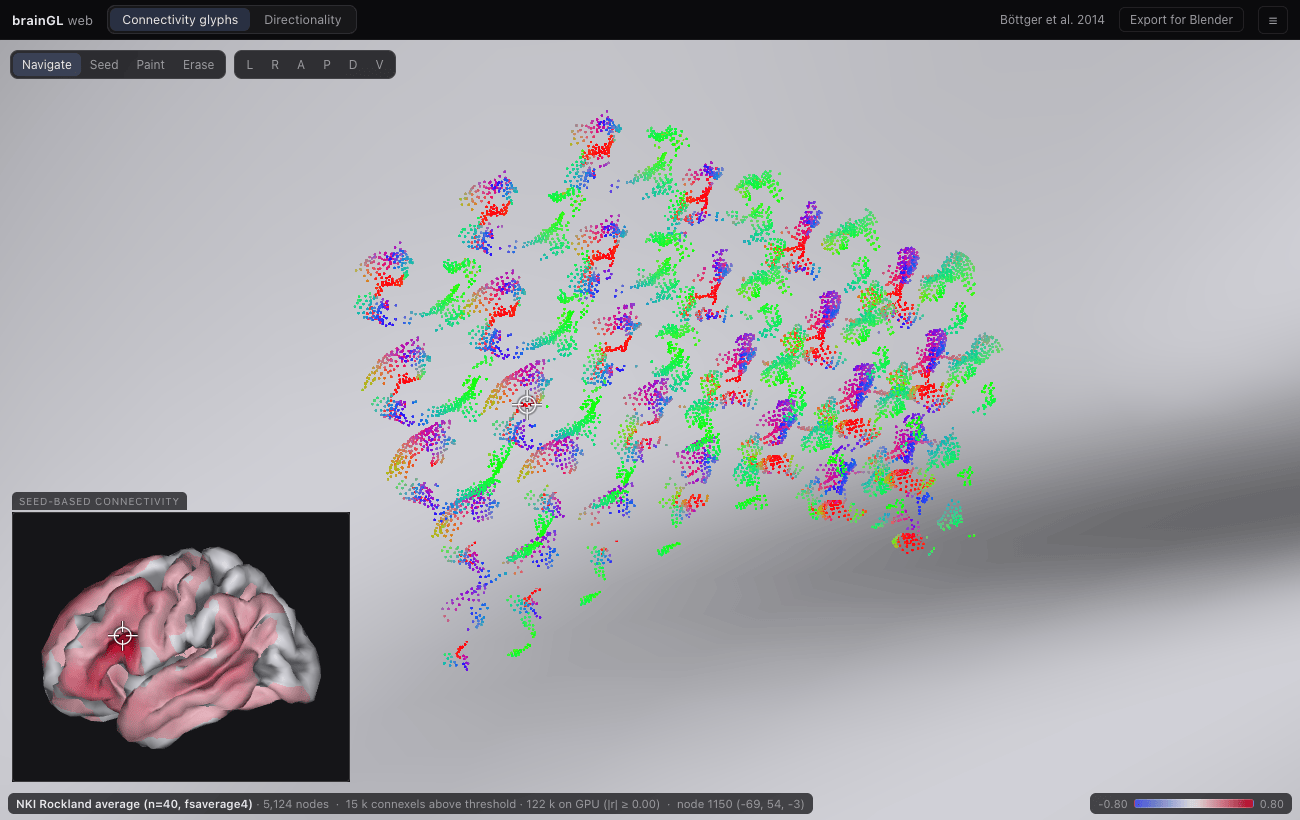 brainGL web Connectivity glyphs Directionality Böttger et al. 2014 Export for Blender ≡
Navigate Seed Paint Erase L R A P D V
SEED-BASED CONNECTIVITY
NKI Rockland average (n=40, fsaverage4) · 5,124 nodes · 15 k connexels above threshold · 122 k on GPU (|r| ≥ 0.00) · node 1150 (-69, 54, -3) -0.80 0.80